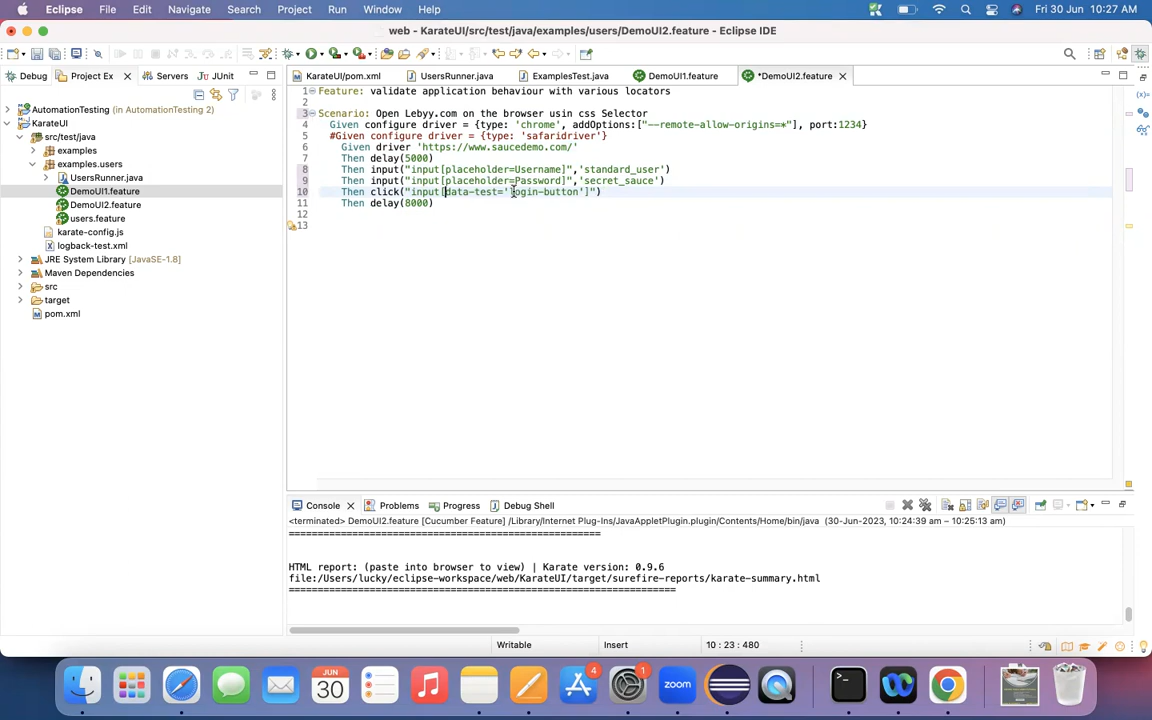 Eclipse File Edit Navigate Search Project Run Window Help Fri 30 Jun 10:27 AM
web - KarateUI/src/test/java/examples/users/DemoUI2.feature - Eclipse IDE
Debug Project Ex Servers JUnit
KarateUI/pom.xml UsersRunner.java ExamplesTest.java DemoUI1.feature *DemoUI2.feature
AutomationTesting (in AutomationTesting 2)
KarateUI
src/test/java
examples
examples.users
UsersRunner.java
DemoUI1.feature
DemoUI2.feature
users.feature
karate-config.js
logback-test.xml
JRE System Library [JavaSE-1.8]
Maven Dependencies
src
target
pom.xml
1 Feature: validate application behaviour with various locators
2
3 Scenario: Open Lebyy.com on the browser usin css Selector
4 Given configure driver = {type: 'chrome', addOptions:["--remote-allow-origins=*"], port:1234}
5 #Given configure driver = {type: 'safaridriver'}
6 Given driver 'https://www.saucedemo.com/'
7 Then delay(5000)
8 Then input("input[placeholder=Username]",'standard_user')
9 Then input("input[placeholder=Password]",'secret_sauce')
10 Then click("input[data-test='login-button']")
11 Then delay(8000)
12
13
Console Problems Progress Debug Shell
<terminated> DemoUI2.feature [Cucumber Feature] /Library/Internet Plug-Ins/JavaAppletPlugin.plugin/Contents/Home/bin/java (30-Jun-2023, 10:24:39 am – 10:25:13 am)
HTML report: (paste into browser to view) | Karate version: 0.9.6
file:/Users/lucky/eclipse-workspace/web/KarateUI/target/surefire-reports/karate-summary.html
Writable Insert 10 : 23 : 480
JUN
30
4
1
zoom